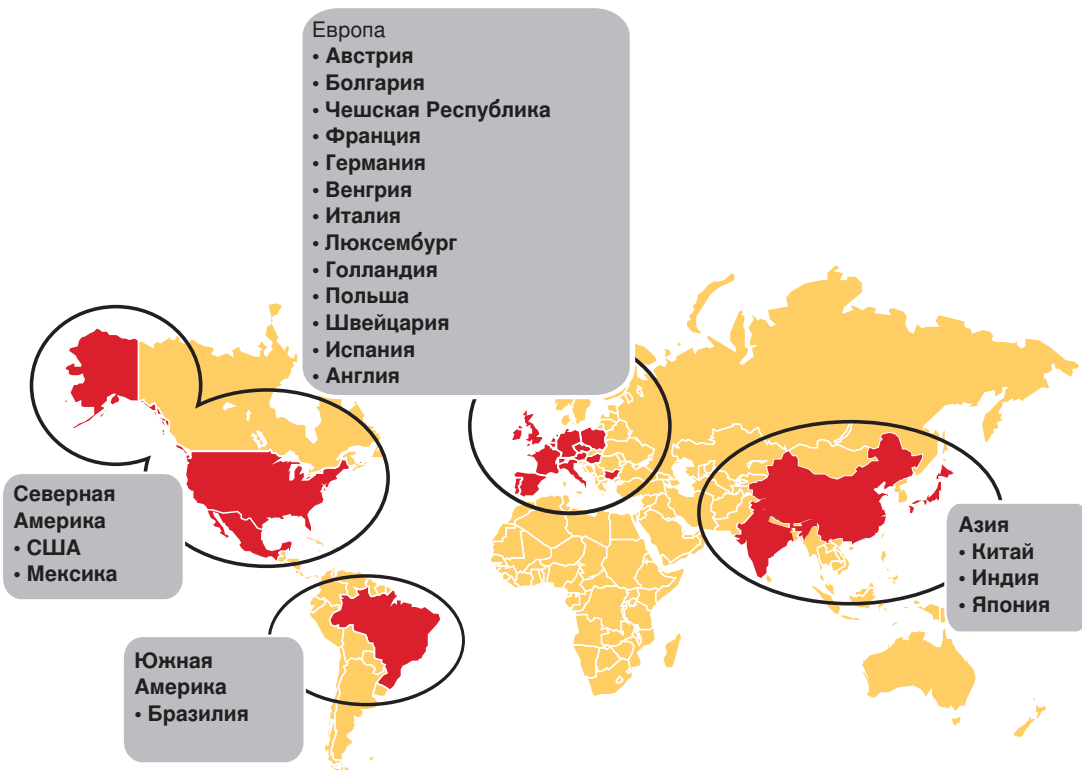 Европа
• Австрия
• Болгария
• Чешская Республика
• Франция
• Германия
• Венгрия
• Италия
• Люксембург
• Голландия
• Польша
• Швейцария
• Испания
• Англия
Северная
Америка
• США
• Мексика
Южная
Америка
• Бразилия
Азия
• Китай
• Индия
• Япония